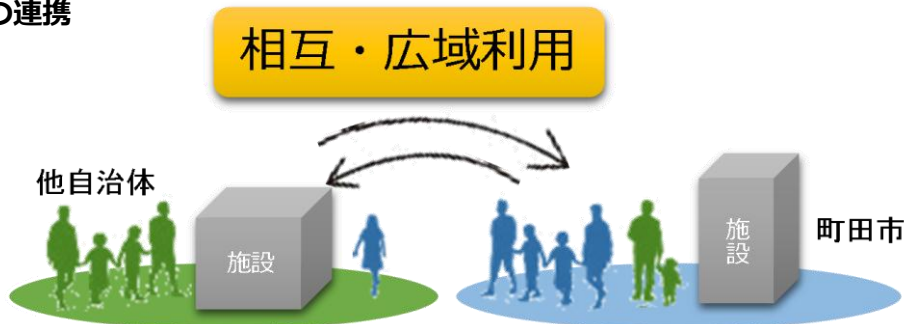 の連携
相互・広域利用
他自治体
施設
施設
町田市